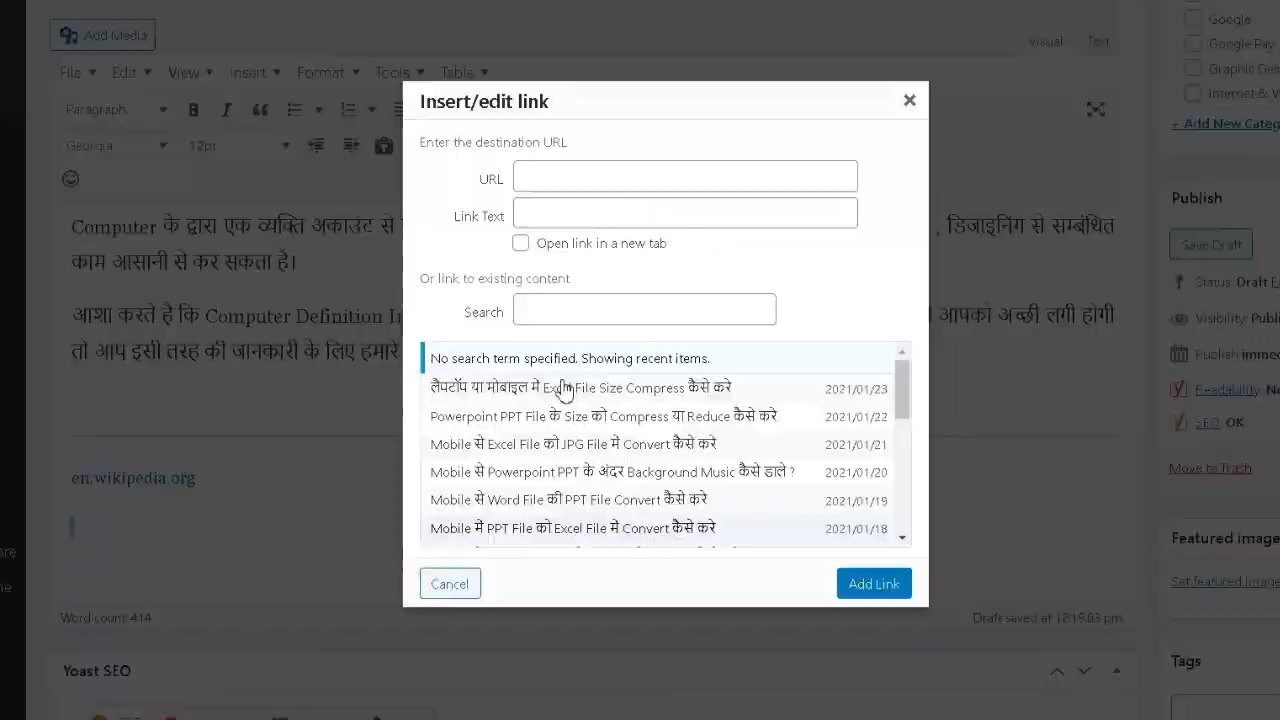 Add Media
Visual Text
File Edit View Insert Format Tools Table
Paragraph
Georgia 12pt
Computer के द्वारा एक व्यक्ति अकाउंट से
, डिजाइनिंग से सम्बंधित
काम आसानी से कर सकता है।
आशा करते है कि Computer Definition
आपको अच्छी लगी होगी
तो आप इसी तरह की जानकारी के लिए हमारे
en.wikipedia.org
Word count: 414
Draft saved at 12:19:03 pm.
Yoast SEO
Insert/edit link
Enter the destination URL
URL
Link Text
Open link in a new tab
Or link to existing content
Search
No search term specified. Showing recent items.
लैपटॉप या मोबाइल मे Excel File Size Compress कैसे करे 2021/01/23
Powerpoint PPT File के Size को Compress या Reduce कैसे करे 2021/01/22
Mobile से Excel File को JPG File मे Convert कैसे करे 2021/01/21
Mobile से Powerpoint PPT के अंदर Background Music कैसे डाले ? 2021/01/20
Mobile से Word File की PPT File Convert कैसे करे 2021/01/19
Mobile मे PPT File को Excel File मे Convert कैसे करे 2021/01/18
Cancel Add Link
Google
Google Pay
Graphic
Internet &
+ Add New
Publish
Save Draft
Status: Draft
Visibility:
Publish
Readability:
SEO: OK
Move to Trash
Featured image
Set featured image
Tags